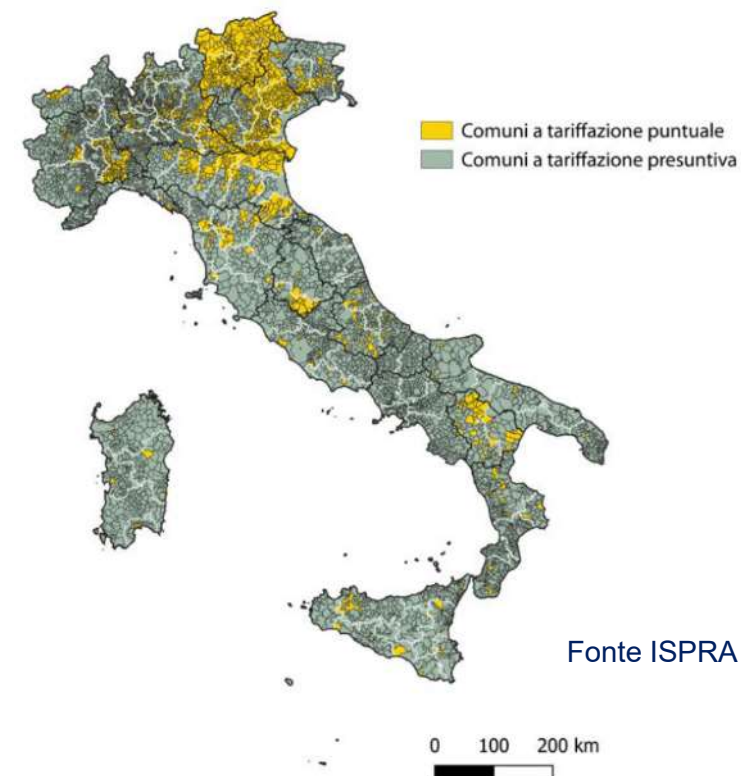 Comuni a tariffazione puntuale
Comuni a tariffazione presuntiva
Fonte ISPRA
0 100 200 km